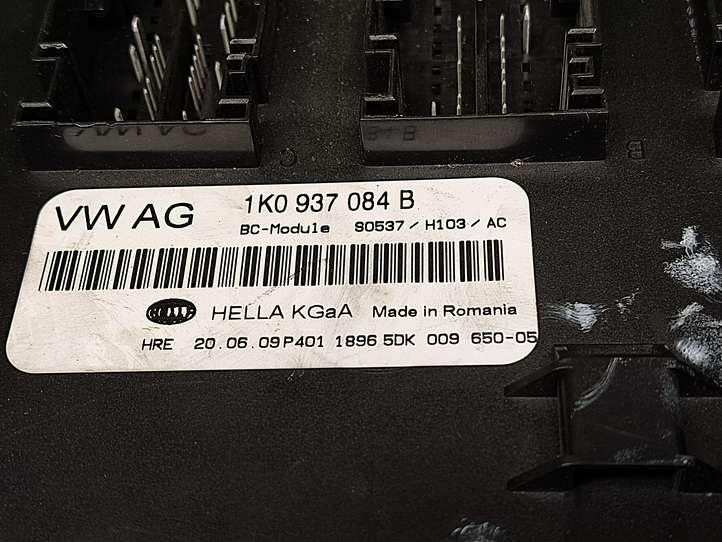 VW AG 1K0 937 084 B
BC-Module S0537/H103/AC
HELLA HELLA KGaA Made in Romania
HRE 20.06.09 P401 1896 5DK 009 650-05
C
B